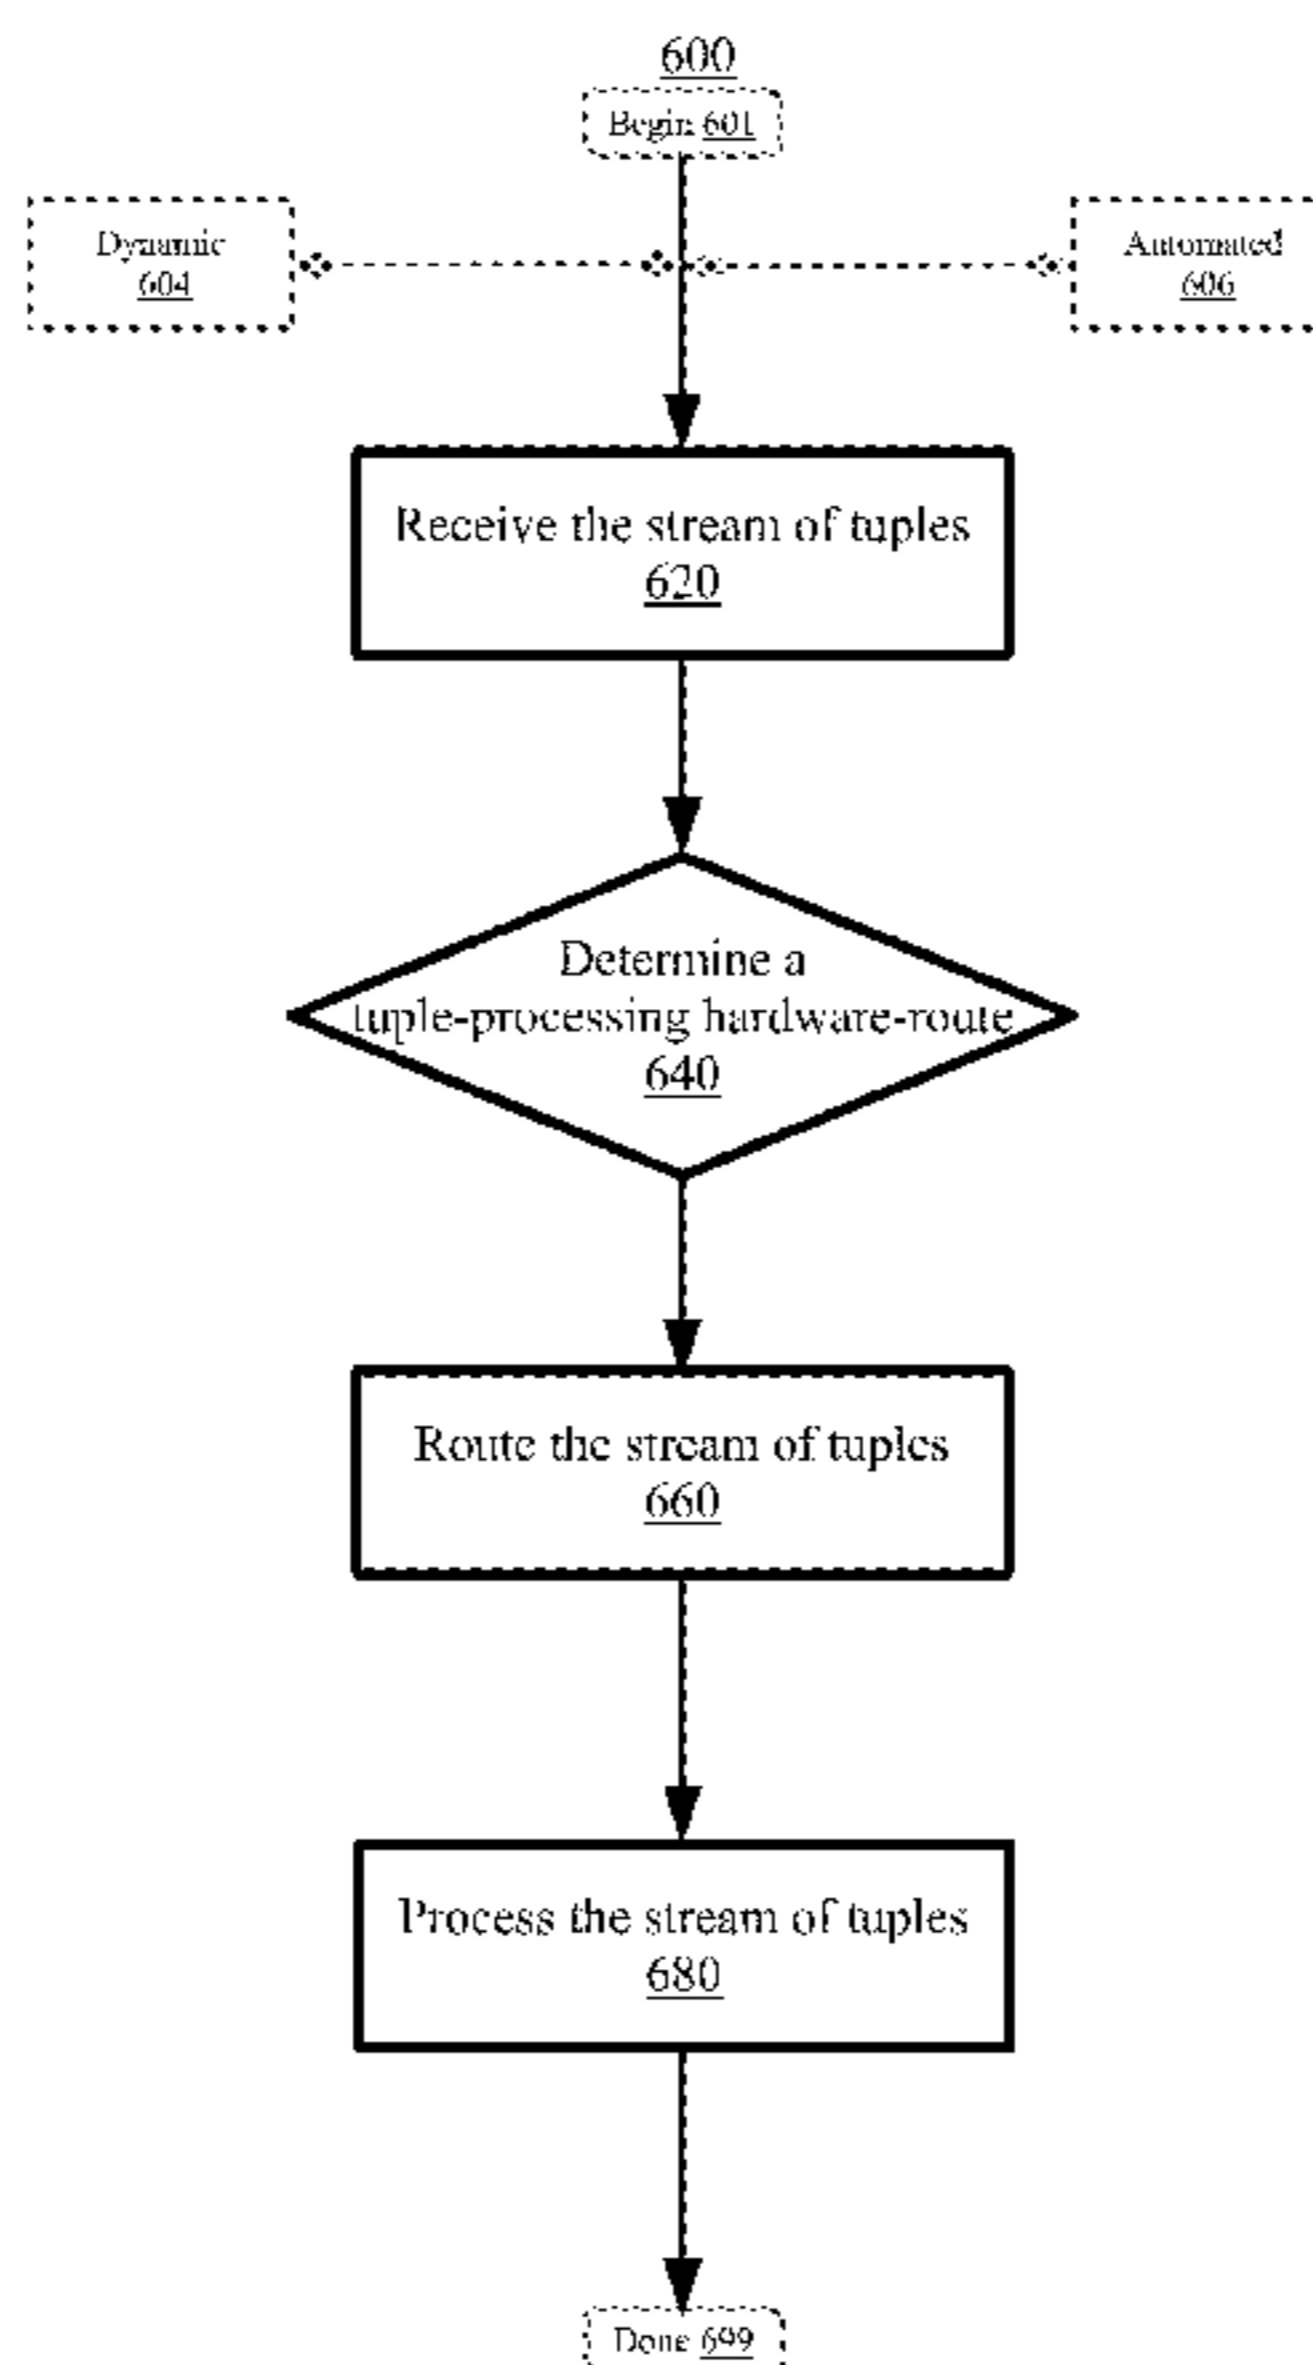 600
Begin 601
Dynamic
604
Automated
606
Receive the stream of tuples
620
Determine a
tuple-processing hardware-route
640
Route the stream of tuples
660
Process the stream of tuples
680
Done 699